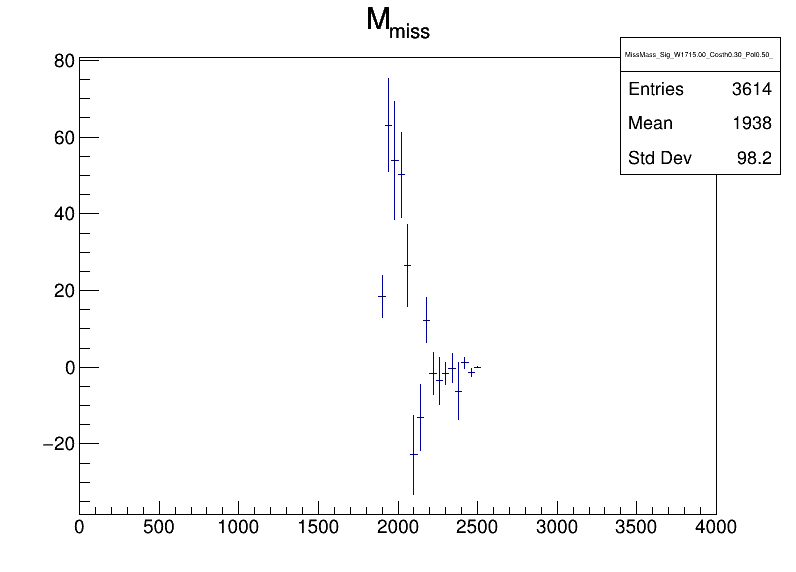 M_miss
MissMass_Sig_W1715.00_Costh0.30_Pol0.50_
Entries 3614
Mean 1938
Std Dev 98.2
80
60
40
20
0
−20
0 500 1000 1500 2000 2500 3000 3500 4000